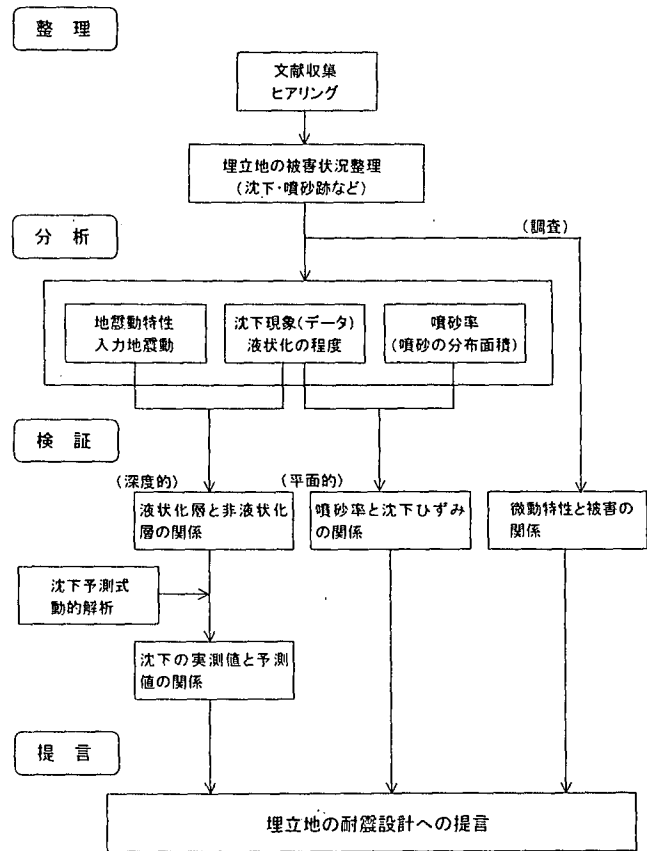 整 理
文献収集
ヒアリング
埋立地の被害状況整理
(沈下・噴砂跡など)
分 析
(調査)
地震動特性
入力地震動
沈下現象(データ)
液状化の程度
噴砂率
(噴砂の分布面積)
検 証
(深度的)
(平面的)
液状化層と非液状化
層の関係
噴砂率と沈下ひずみ
の関係
微動特性と被害の
関係
沈下予測式
動的解析
沈下の実測値と予測
値の関係
提 言
埋立地の耐震設計への提言